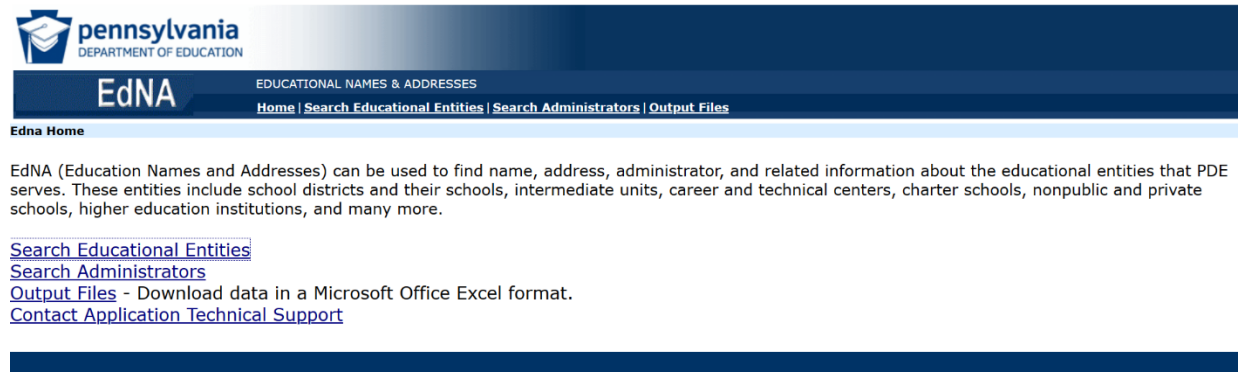 pennsylvania
DEPARTMENT OF EDUCATION
EdNA
EDUCATIONAL NAMES & ADDRESSES
Home | Search Educational Entities | Search Administrators | Output Files
Edna Home
EdNA (Education Names and Addresses) can be used to find name, address, administrator, and related information about the educational entities that PDE
serves. These entities include school districts and their schools, intermediate units, career and technical centers, charter schools, nonpublic and private
schools, higher education institutions, and many more.
Search Educational Entities
Search Administrators
Output Files - Download data in a Microsoft Office Excel format.
Contact Application Technical Support